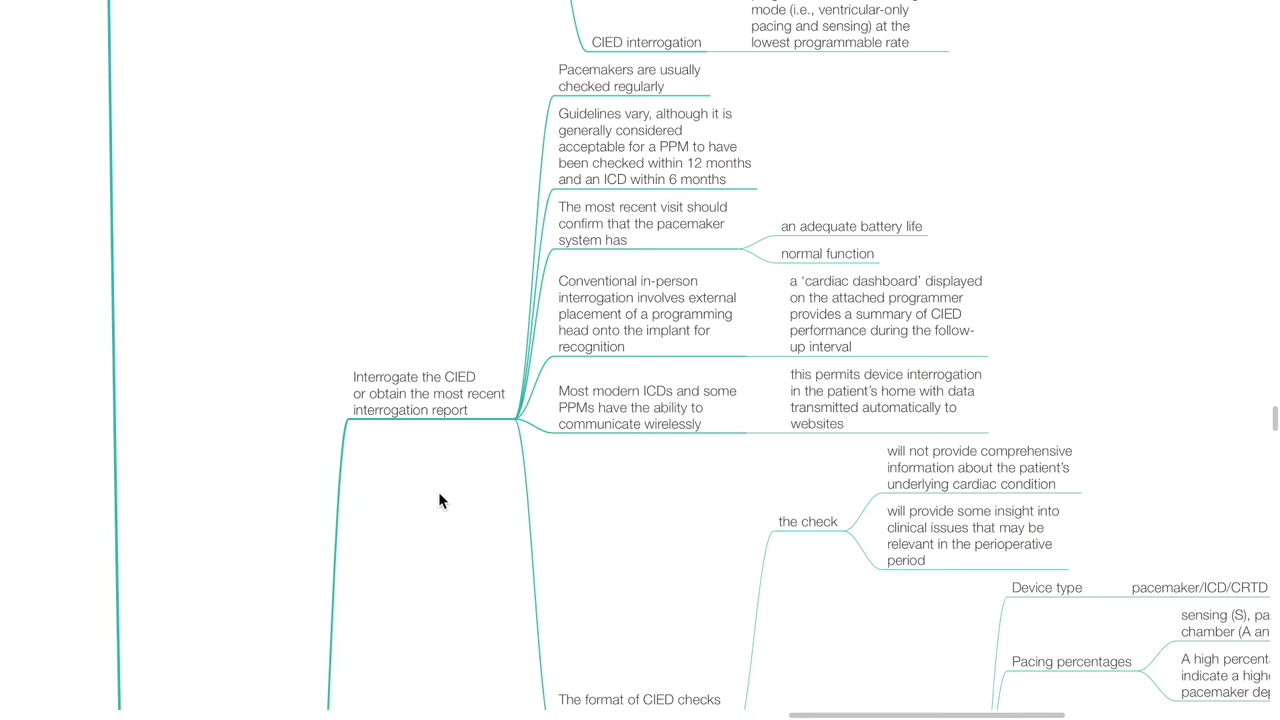 mode (i.e., ventricular-only
pacing and sensing) at the
lowest programmable rate
CIED interrogation
Pacemakers are usually
checked regularly
Guidelines vary, although it is
generally considered
acceptable for a PPM to have
been checked within 12 months
and an ICD within 6 months
The most recent visit should
confirm that the pacemaker
system has
an adequate battery life
normal function
Conventional in-person
interrogation involves external
placement of a programming
head onto the implant for
recognition
a ‘cardiac dashboard’ displayed
on the attached programmer
provides a summary of CIED
performance during the follow-
up interval
Interrogate the CIED
or obtain the most recent
interrogation report
Most modern ICDs and some
PPMs have the ability to
communicate wirelessly
this permits device interrogation
in the patient’s home with data
transmitted automatically to
websites
the check
will not provide comprehensive
information about the patient’s
underlying cardiac condition
will provide some insight into
clinical issues that may be
relevant in the perioperative
period
The format of CIED checks
Device type
pacemaker/ICD/CRTD
Pacing percentages
sensing (S), pa
chamber (A an
A high percent
indicate a high
pacemaker de